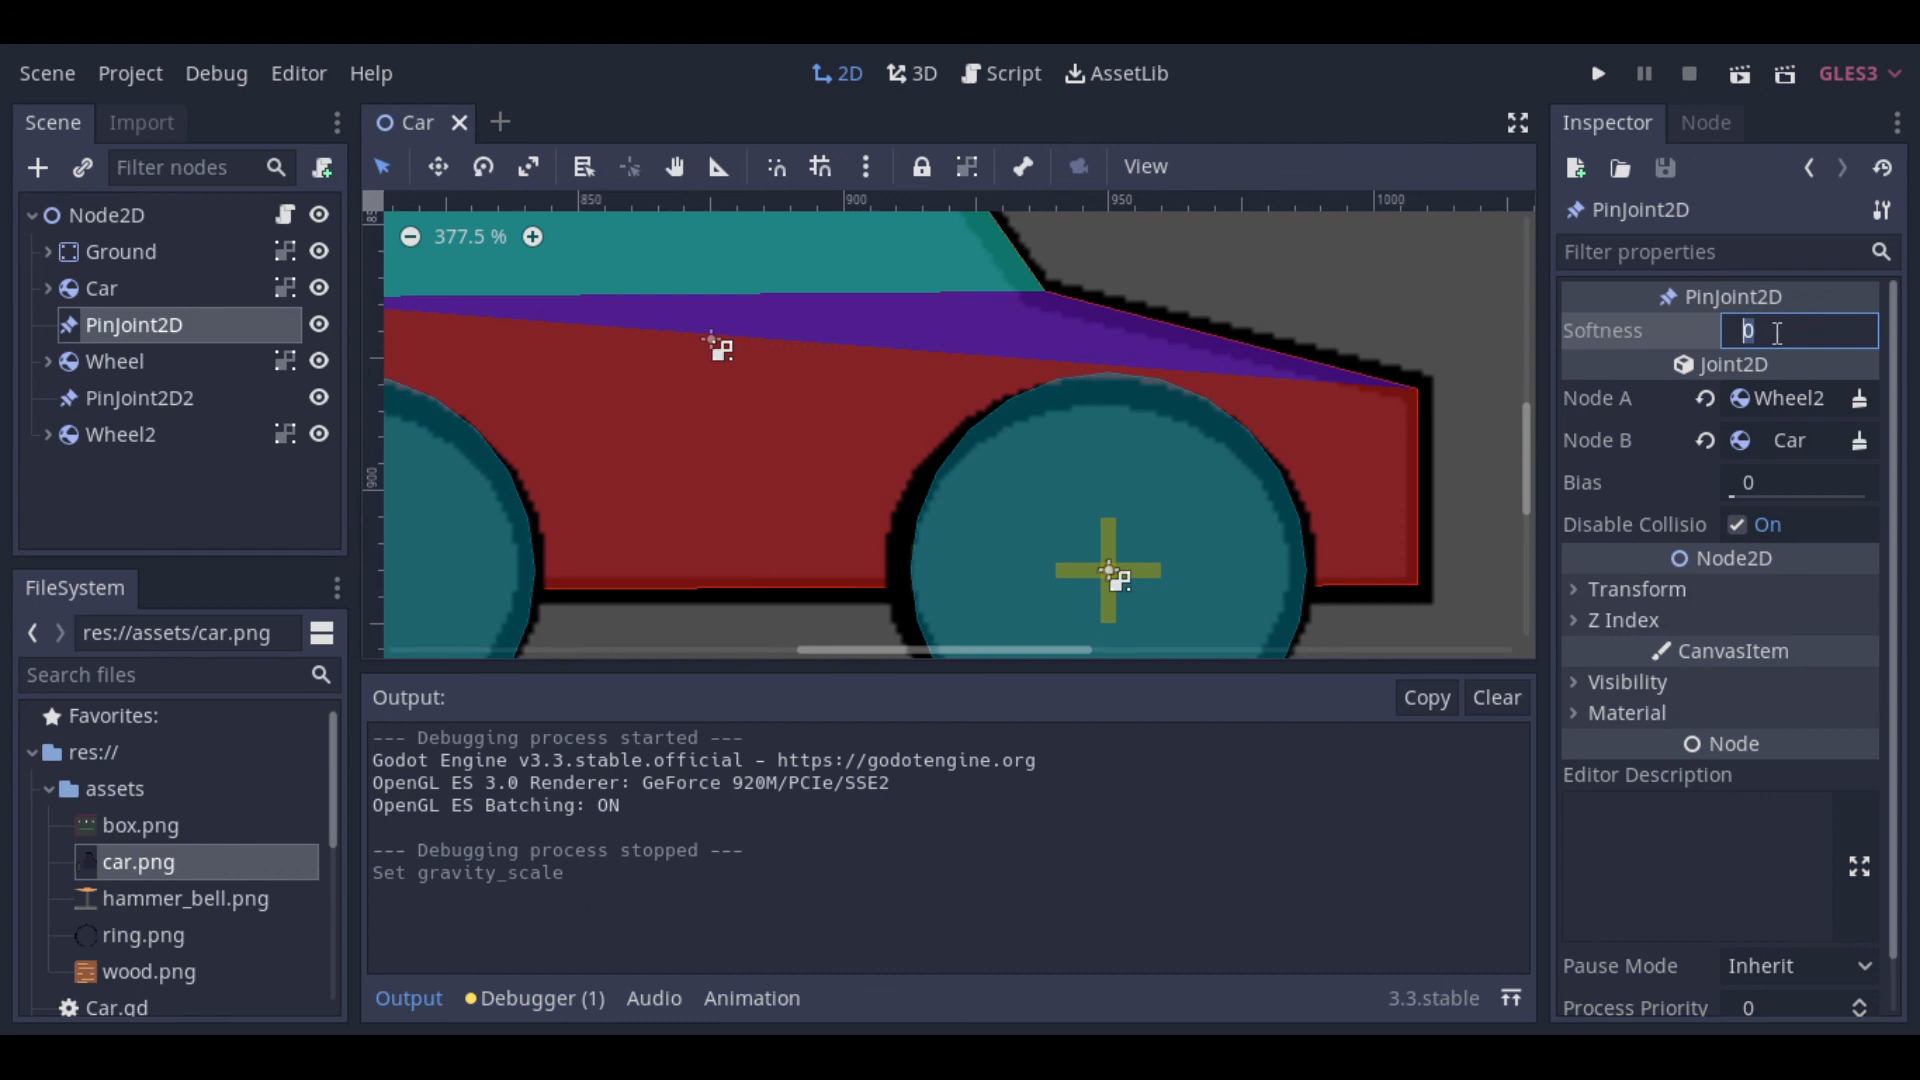 Scene Project Debug Editor Help 2D 3D Script AssetLib GLES3
Scene Import
Filter nodes
Node2D
Ground
Car
PinJoint2D
Wheel
PinJoint2D2
Wheel2
FileSystem
res://assets/car.png
Search files
Favorites:
res://
assets
box.png
car.png
hammer_bell.png
ring.png
wood.png
Car.gd
Car
View
850 900 950 1000
900
377.5 %
Output:
Copy Clear
--- Debugging process started ---
Godot Engine v3.3.stable.official - https://godotengine.org
OpenGL ES 3.0 Renderer: GeForce 920M/PCIe/SSE2
OpenGL ES Batching: ON
--- Debugging process stopped ---
Set gravity_scale
Output Debugger (1) Audio Animation 3.3.stable
Inspector Node
PinJoint2D
Filter properties
PinJoint2D
Softness 0
Joint2D
Node A Wheel2
Node B Car
Bias 0
Disable Collisio On
Node2D
Transform
Z Index
CanvasItem
Visibility
Material
Node
Editor Description
Pause Mode Inherit
Process Priority 0